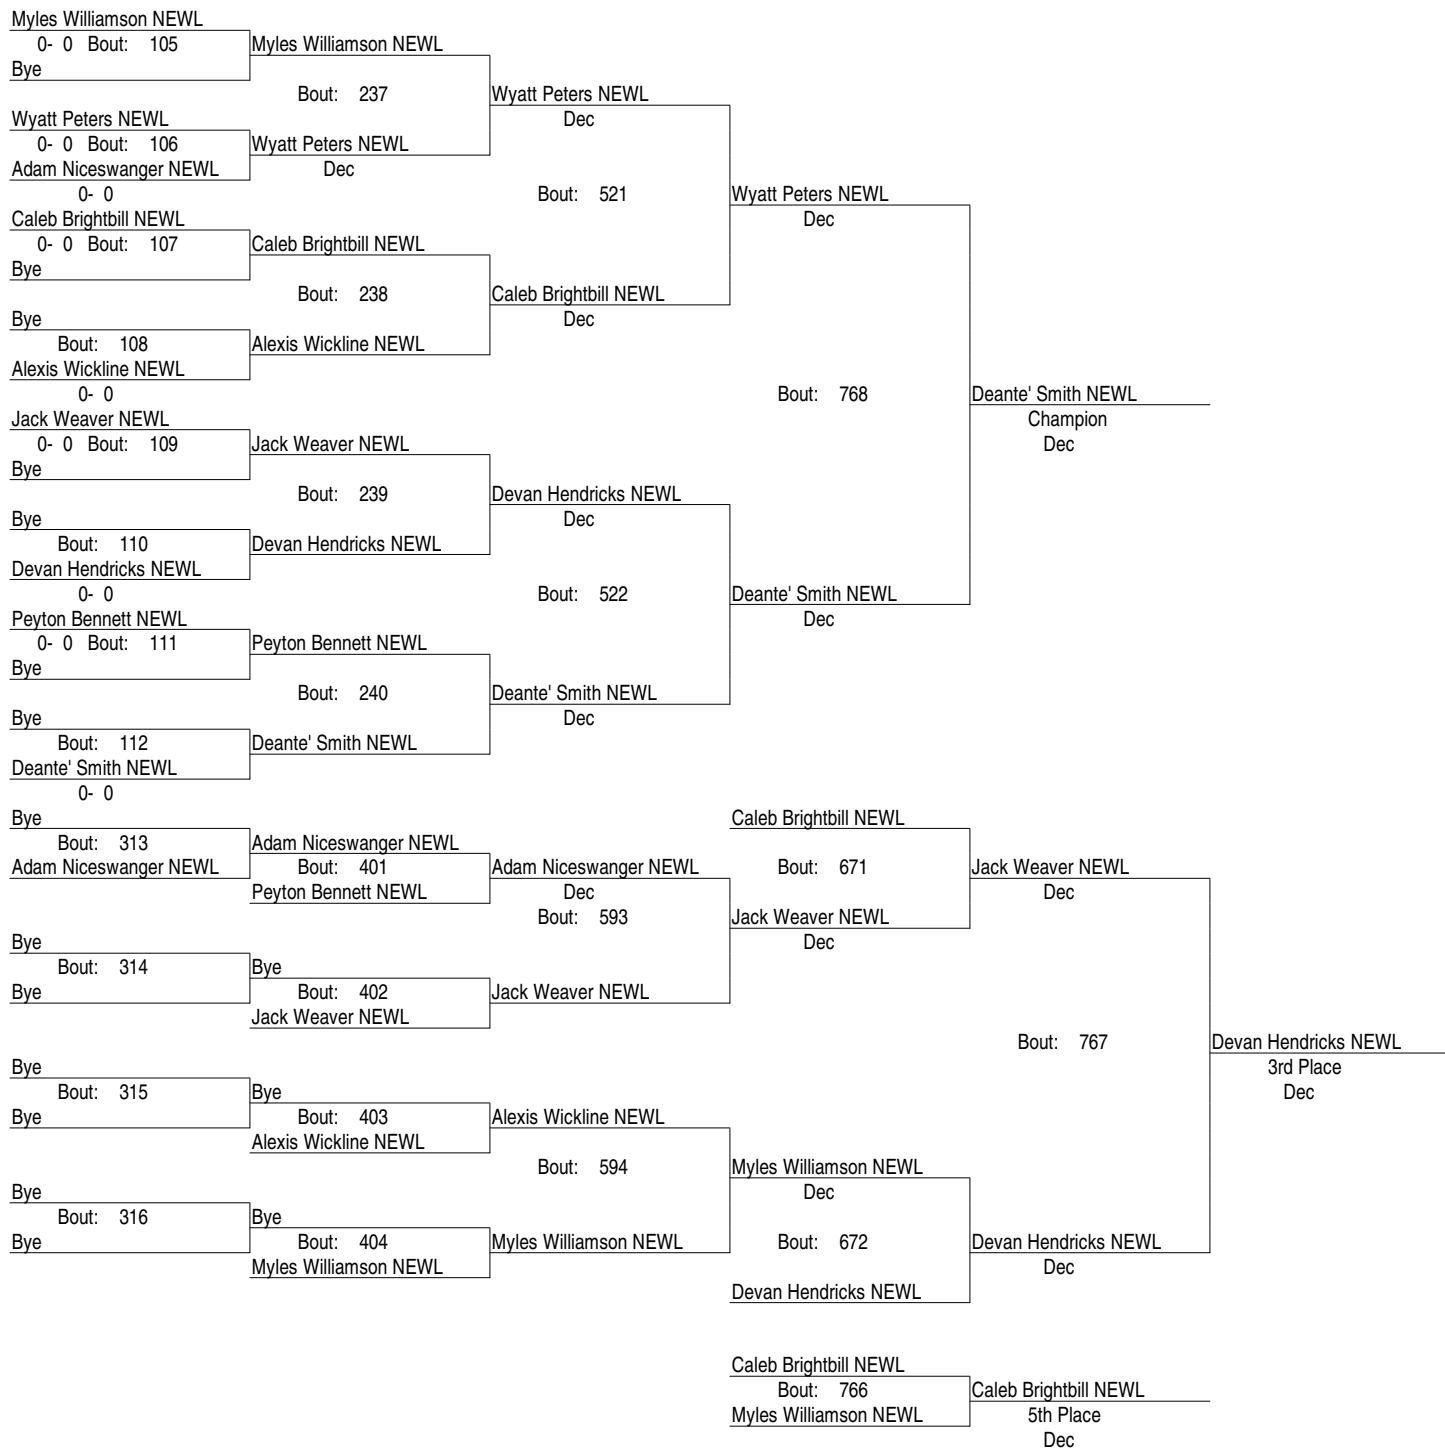 Myles Williamson NEWL
0- 0 Bout: 105
Myles Williamson NEWL
Bye
Bout: 237
Wyatt Peters NEWL
Wyatt Peters NEWL
Dec
0- 0 Bout: 106
Wyatt Peters NEWL
Adam Niceswanger NEWL
Dec
0- 0
Bout: 521
Wyatt Peters NEWL
Caleb Brightbill NEWL
Dec
0- 0 Bout: 107
Caleb Brightbill NEWL
Bye
Bout: 238
Caleb Brightbill NEWL
Bye
Dec
Bout: 108
Alexis Wickline NEWL
Alexis Wickline NEWL
0- 0
Bout: 768
Deante' Smith NEWL
Jack Weaver NEWL
Champion
0- 0 Bout: 109
Jack Weaver NEWL
Dec
Bye
Bout: 239
Devan Hendricks NEWL
Bye
Dec
Bout: 110
Devan Hendricks NEWL
Devan Hendricks NEWL
0- 0
Bout: 522
Deante' Smith NEWL
Peyton Bennett NEWL
Dec
0- 0 Bout: 111
Peyton Bennett NEWL
Bye
Bout: 240
Deante' Smith NEWL
Bye
Dec
Bout: 112
Deante' Smith NEWL
Deante' Smith NEWL
0- 0
Bye
Caleb Brightbill NEWL
Bout: 313
Adam Niceswanger NEWL
Adam Niceswanger NEWL
Bout: 401
Adam Niceswanger NEWL
Bout: 671
Jack Weaver NEWL
Peyton Bennett NEWL
Dec
Dec
Bout: 593
Jack Weaver NEWL
Bye
Dec
Bout: 314
Bye
Bye
Bout: 402
Jack Weaver NEWL
Jack Weaver NEWL
Bout: 767
Devan Hendricks NEWL
Bye
3rd Place
Bout: 315
Bye
Dec
Bye
Bout: 403
Alexis Wickline NEWL
Alexis Wickline NEWL
Bout: 594
Myles Williamson NEWL
Bye
Dec
Bout: 316
Bye
Bye
Bout: 404
Myles Williamson NEWL
Bout: 672
Devan Hendricks NEWL
Myles Williamson NEWL
Dec
Devan Hendricks NEWL
Caleb Brightbill NEWL
Bout: 766
Caleb Brightbill NEWL
Myles Williamson NEWL
5th Place
Dec